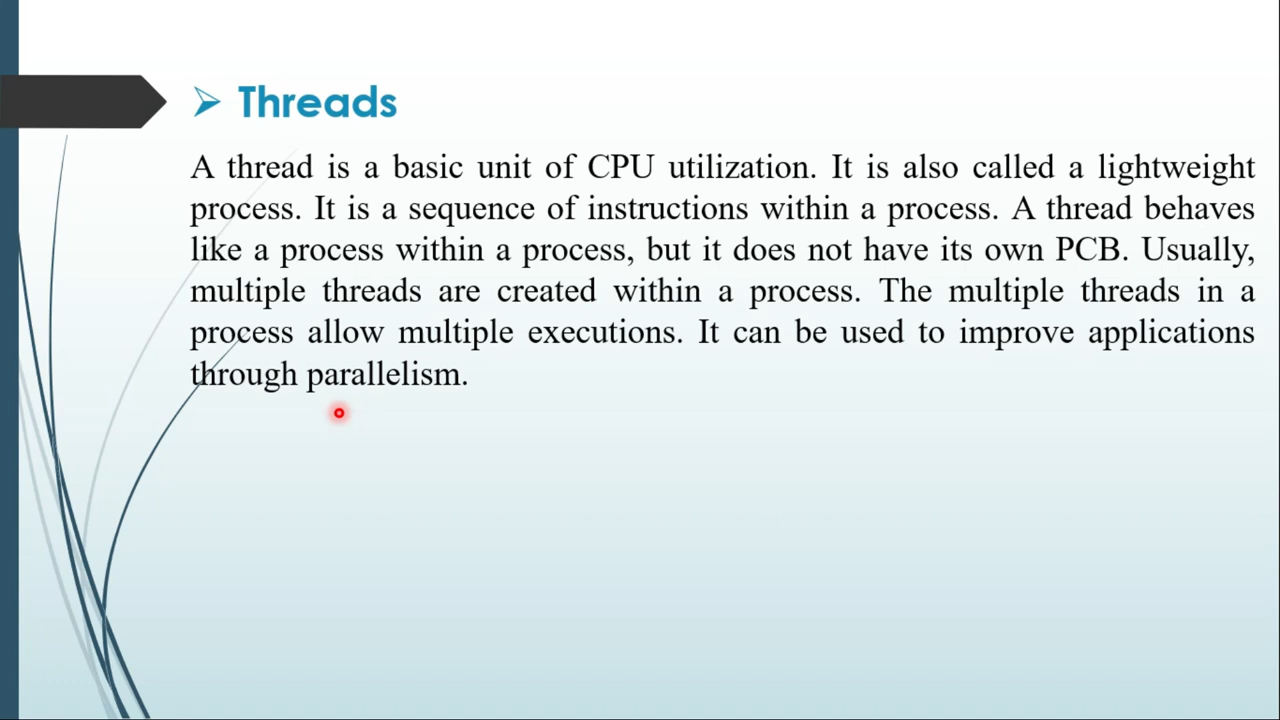 Threads
A thread is a basic unit of CPU utilization. It is also called a lightweight
process. It is a sequence of instructions within a process. A thread behaves
like a process within a process, but it does not have its own PCB. Usually,
multiple threads are created within a process. The multiple threads in a
process allow multiple executions. It can be used to improve applications
through parallelism.